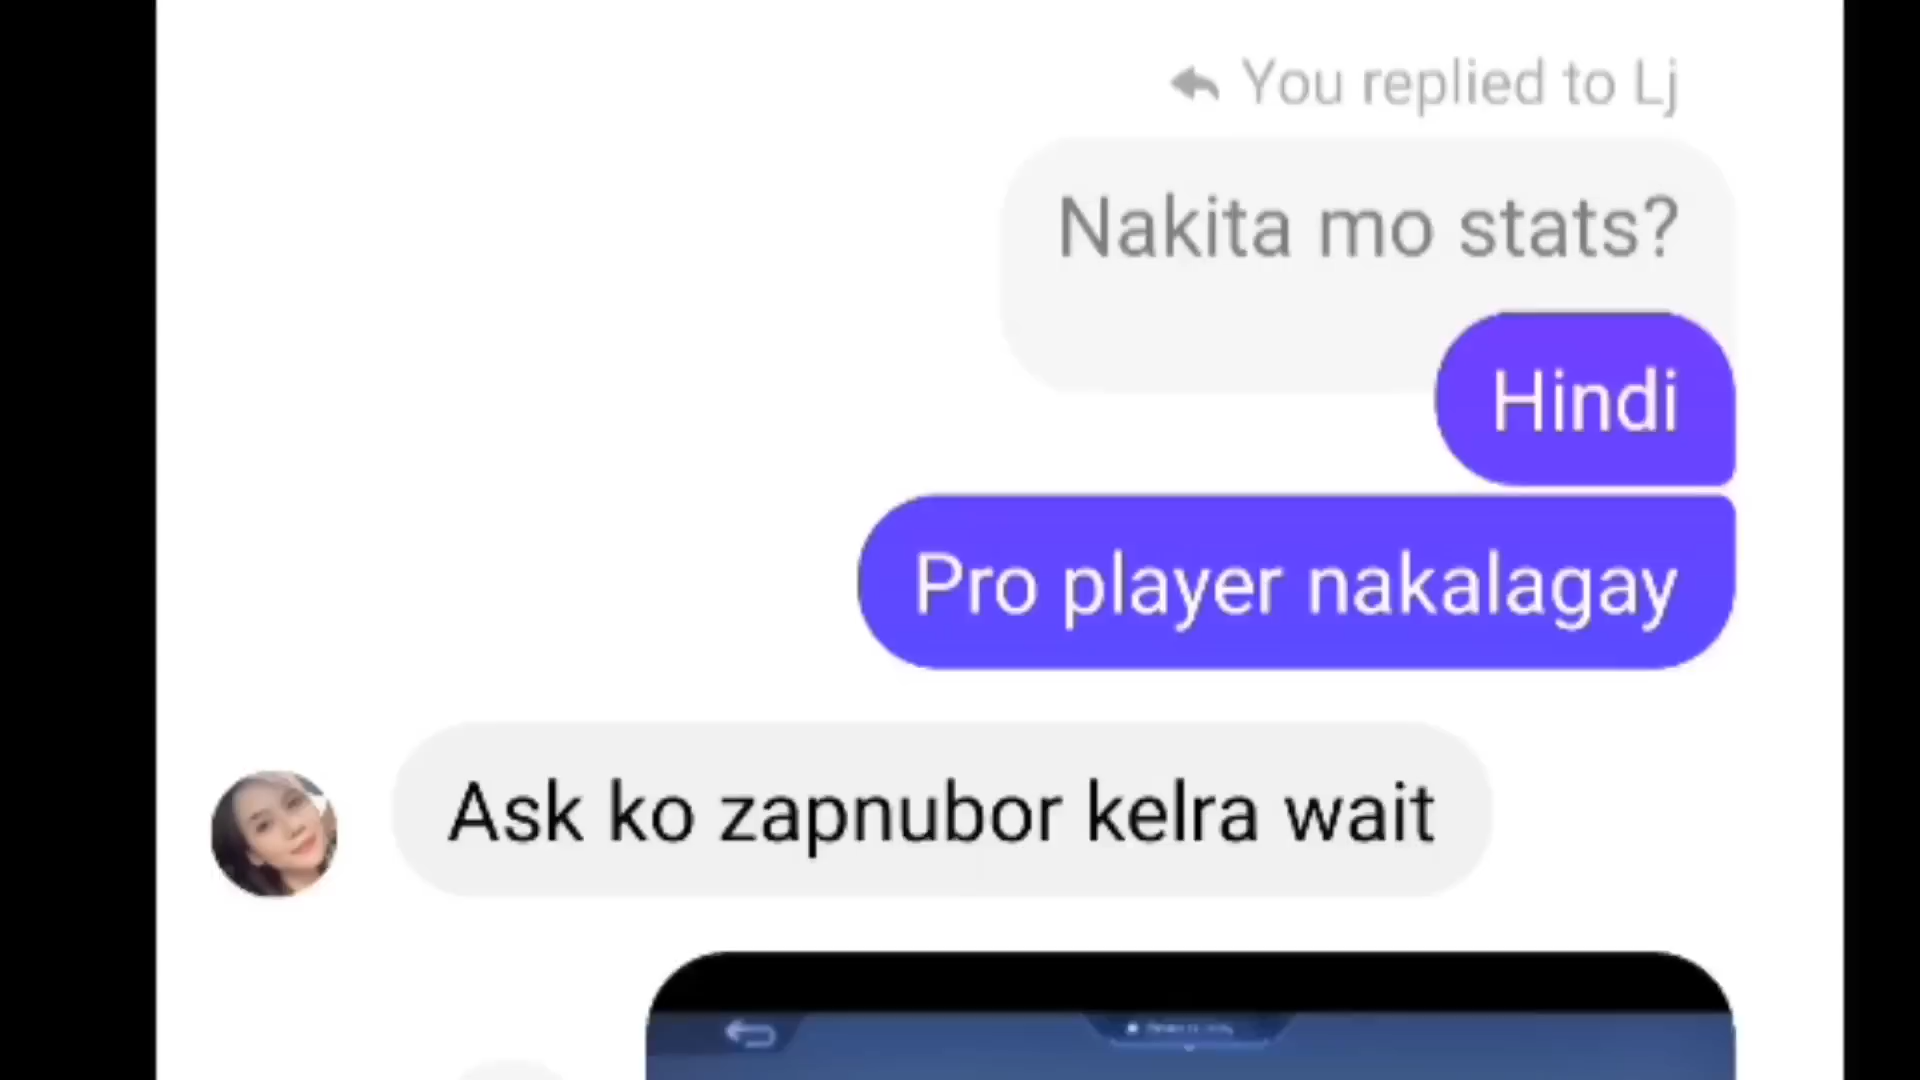 You replied to Lj
Nakita mo stats?
Hindi
Pro player nakalagay
Ask ko zapnubor kelra wait